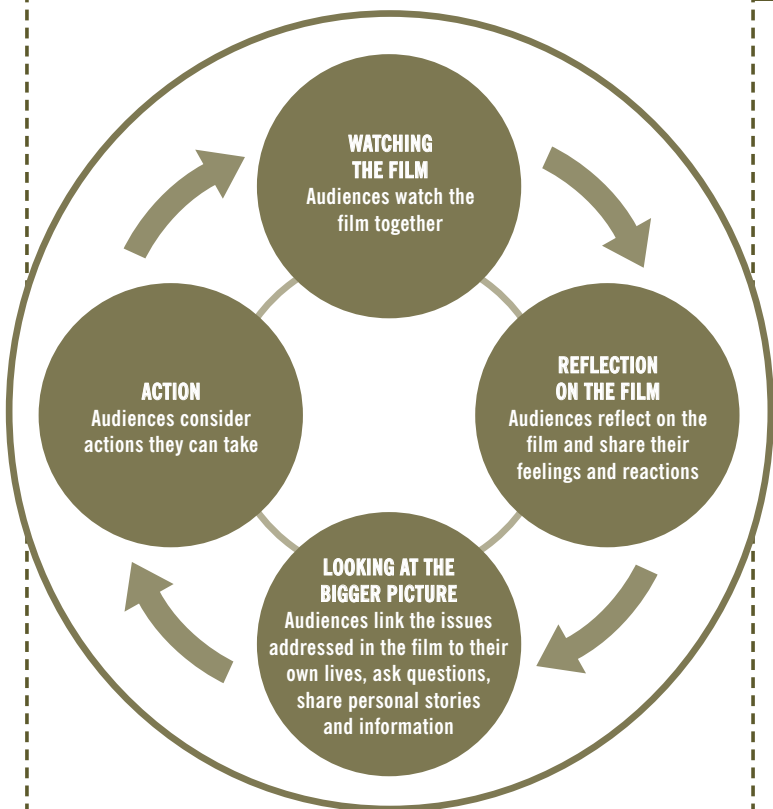 WATCHING
THE FILM
Audiences watch the
film together
REFLECTION
ON THE FILM
Audiences reflect on the
film and share their
feelings and reactions
LOOKING AT THE
BIGGER PICTURE
Audiences link the issues
addressed in the film to their
own lives, ask questions,
share personal stories
and information
ACTION
Audiences consider
actions they can take